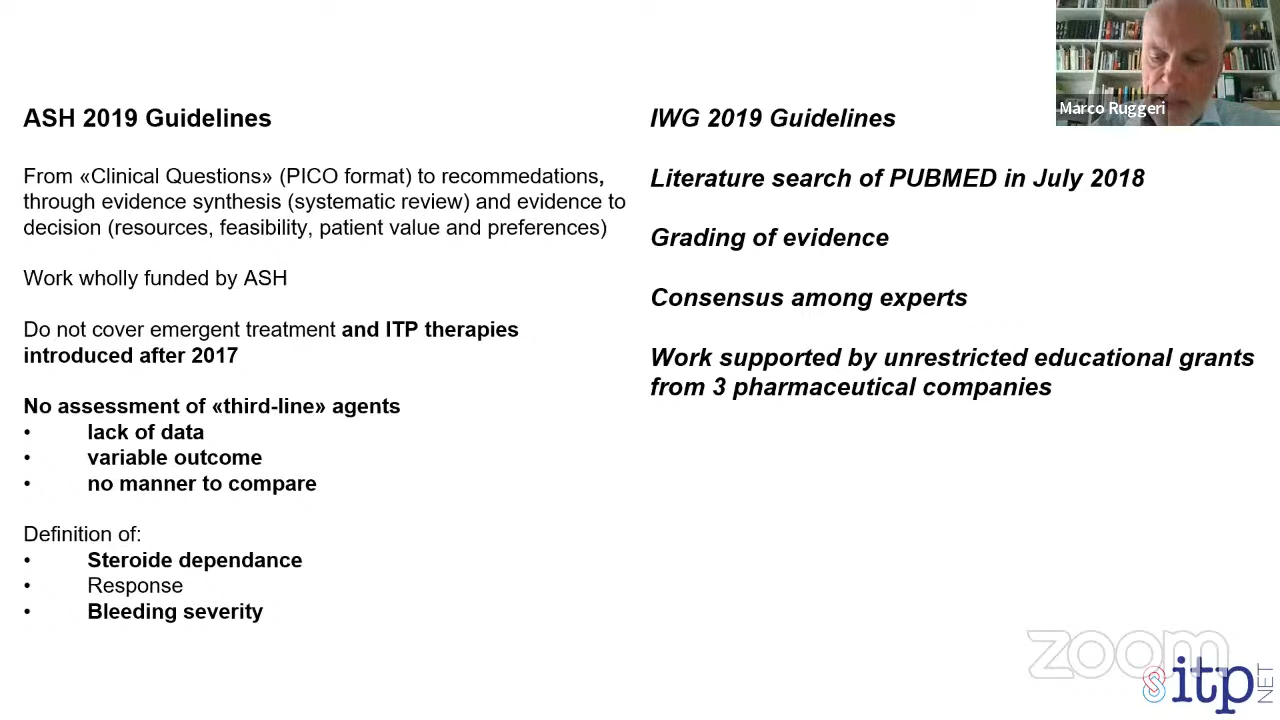 ASH 2019 Guidelines
From «Clinical Questions» (PICO format) to recommedations,
through evidence synthesis (systematic review) and evidence to
decision (resources, feasibility, patient value and preferences)
Work wholly funded by ASH
Do not cover emergent treatment and ITP therapies
introduced after 2017
No assessment of «third-line» agents
• lack of data
• variable outcome
• no manner to compare
Definition of:
• Steroide dependance
• Response
• Bleeding severity
IWG 2019 Guidelines
Literature search of PUBMED in July 2018
Grading of evidence
Consensus among experts
Work supported by unrestricted educational grants
from 3 pharmaceutical companies
Marco Ruggeri
zoom
itp
NET